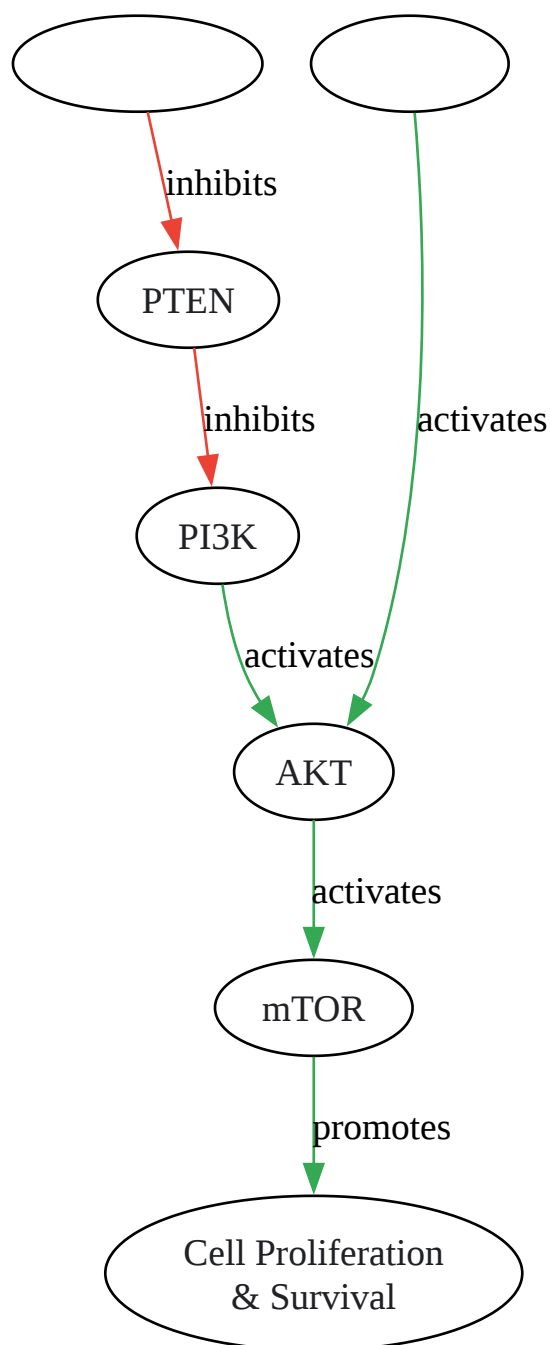 inhibits
PTEN
inhibits
activates
PI3K
activates
AKT
activates
mTOR
promotes
Cell Proliferation
& Survival